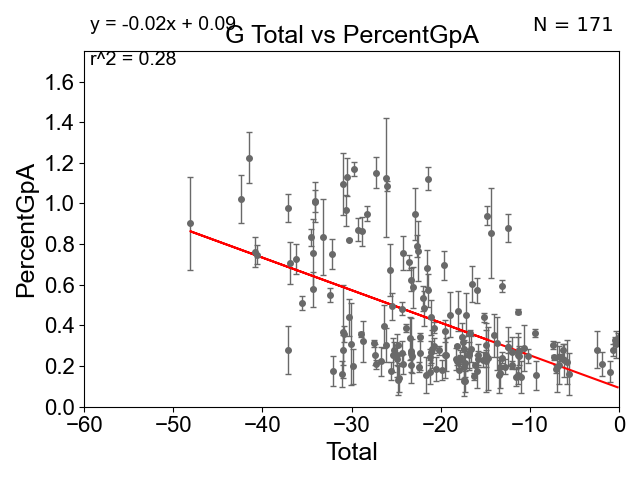 y = -0.02x + 0.09
N = 171
G Total vs PercentGpA
r^2 = 0.28
PercentGpA
1.6
1.4
1.2
1.0
0.8
0.6
0.4
0.2
0.0
−60 −50 −40 −30 −20 −10 0
Total